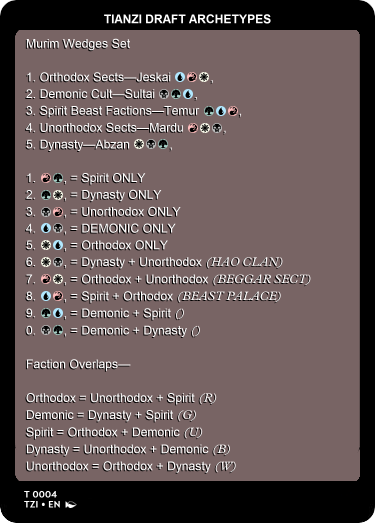 TIANZI DRAFT ARCHETYPES
Murim Wedges Set
1. Orthodox Sects—Jeskai ,
2. Demonic Cult—Sultai ,
3. Spirit Beast Factions—Temur ,
4. Unorthodox Sects—Mardu ,
5. Dynasty—Abzan ,
1. , = Spirit ONLY
2. , = Dynasty ONLY
3. , = Unorthodox ONLY
4. , = DEMONIC ONLY
5. , = Orthodox ONLY
6. , = Dynasty + Unorthodox (HAO CLAN)
7. , = Orthodox + Unorthodox (BEGGAR SECT)
8. , = Spirit + Orthodox (BEAST PALACE)
9. , = Demonic + Spirit ()
0. , = Demonic + Dynasty ()
Faction Overlaps—
Orthodox = Unorthodox + Spirit (R)
Demonic = Dynasty + Spirit (G)
Spirit = Orthodox + Demonic (U)
Dynasty = Unorthodox + Demonic (B)
Unorthodox = Orthodox + Dynasty (W)
T 0004
TZI • EN